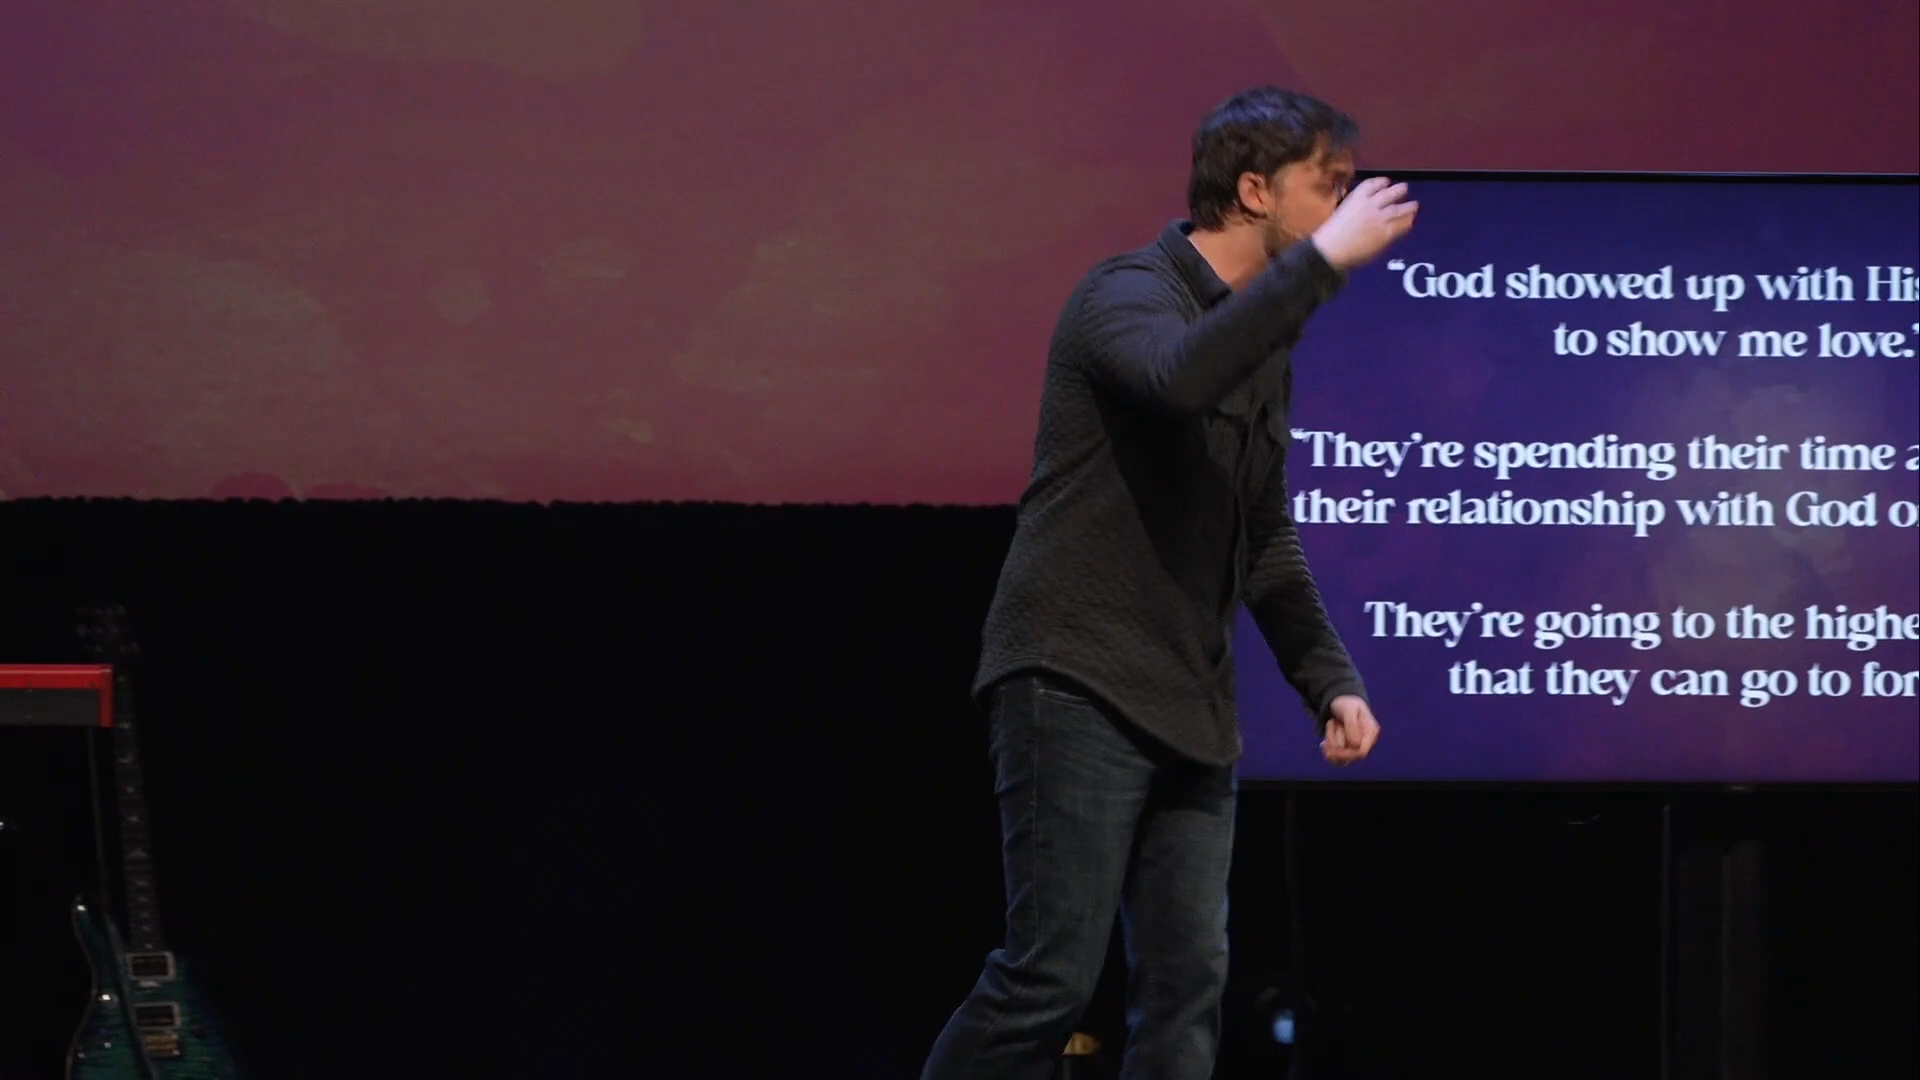 “God showed up with His
to show me love.”
“They’re spending their time
their relationship with God
They’re going to the highe
that they can go to for